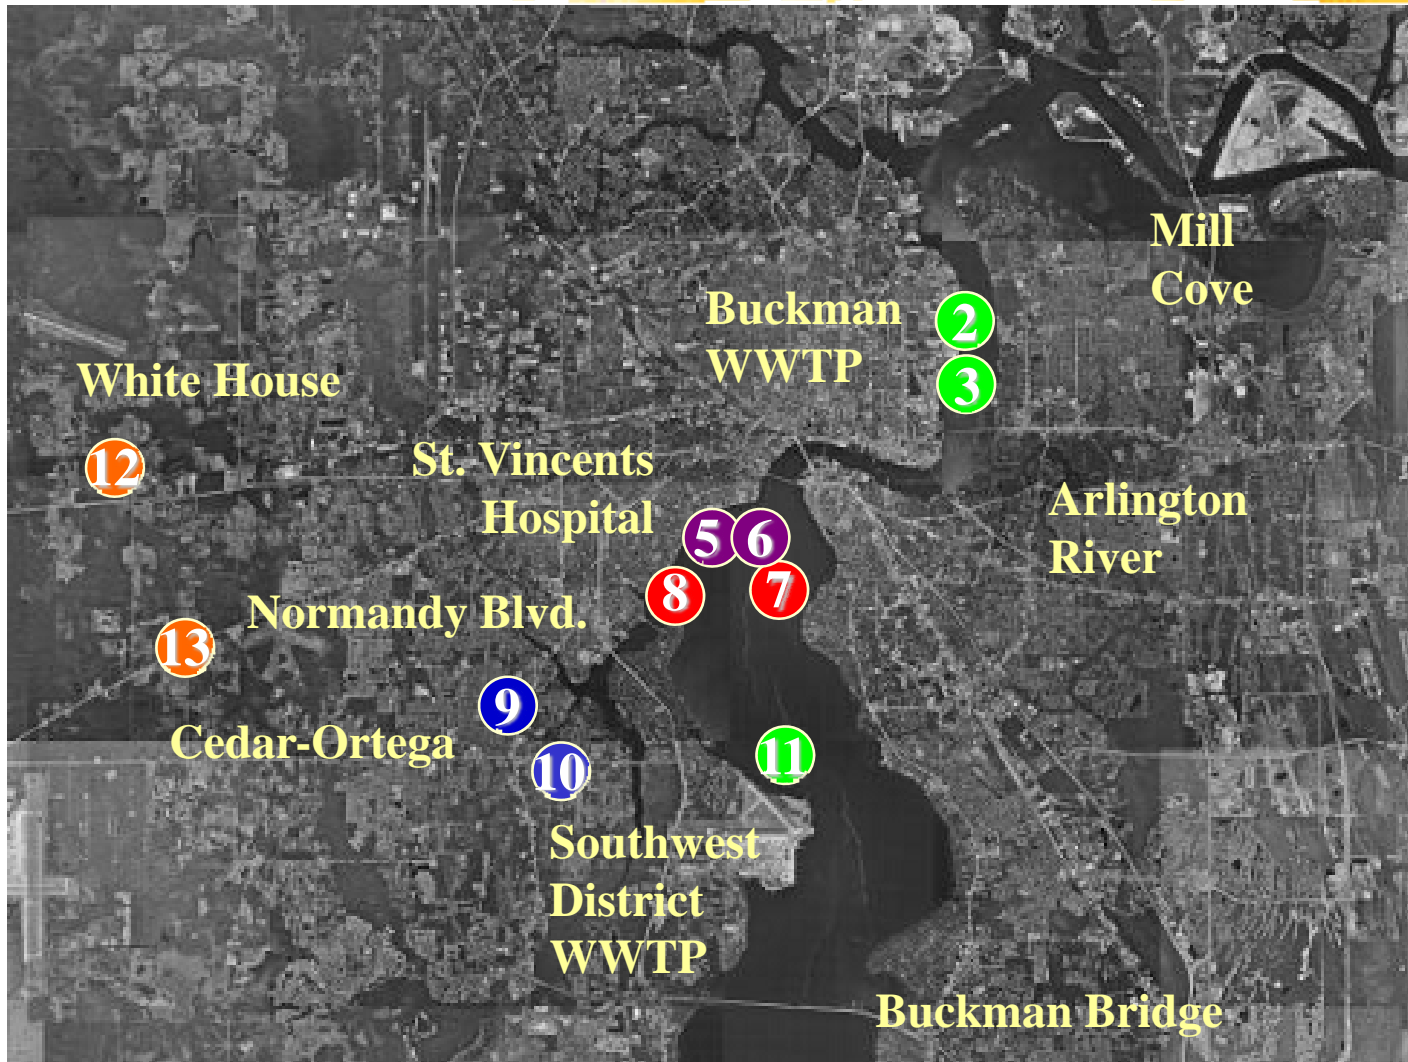 Mill
Cove
Buckman
WWTP
2
3
White House
12
St. Vincents
Hospital
Arlington
River
5
6
8
7
Normandy Blvd.
13
9
Cedar-Ortega
10
11
Southwest
District
WWTP
Buckman Bridge